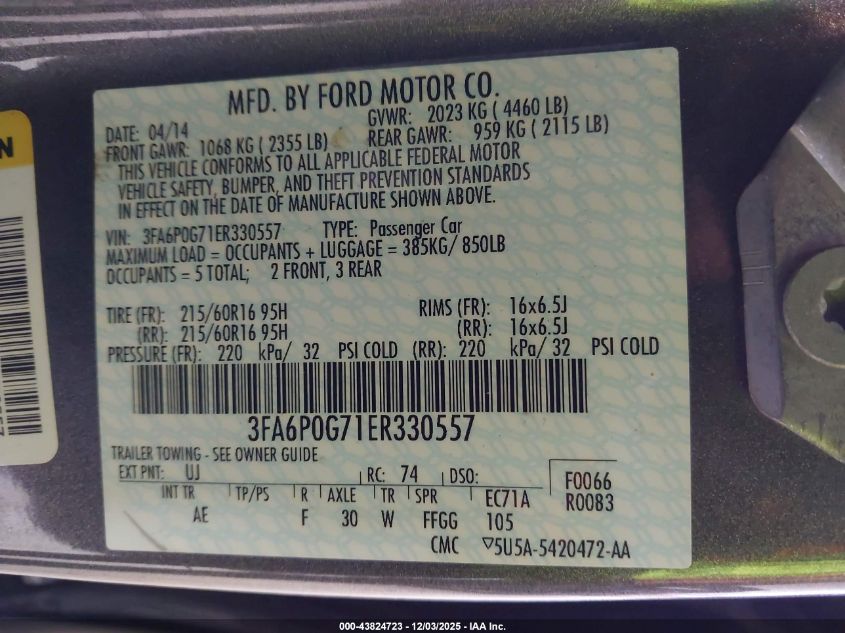 MFD. BY FORD MOTOR CO.
DATE: 04/14
GVWR: 2023 KG ( 4460 LB)
FRONT GAWR: 1068 KG ( 2355 LB)
REAR GAWR: 959 KG ( 2115 LB)
THIS VEHICLE CONFORMS TO ALL APPLICABLE FEDERAL MOTOR
VEHICLE SAFETY, BUMPER, AND THEFT PREVENTION STANDARDS
IN EFFECT ON THE DATE OF MANUFACTURE SHOWN ABOVE.
VIN: 3FA6P0G71ER330557 TYPE: Passenger Car
MAXIMUM LOAD = OCCUPANTS + LUGGAGE = 385KG/ 850LB
OCCUPANTS = 5 TOTAL; 2 FRONT, 3 REAR
TIRE (FR): 215/60R16 95H RIMS (FR): 16x6.5J
(RR): 215/60R16 95H (RR): 16x6.5J
PRESSURE (FR): 220 kPa/ 32 PSI COLD (RR): 220 kPa/ 32 PSI COLD
3FA6P0G71ER330557
TRAILER TOWING - SEE OWNER GUIDE
EXT PNT: UJ RC: 74 DSO: F0066
R0083
INT TR TP/PS R AXLE TR SPR EC71A
AE F 30 W FFGG 105
CMC ▽5U5A-5420472-AA
000-43824723 - 12/03/2025 - IAA Inc.